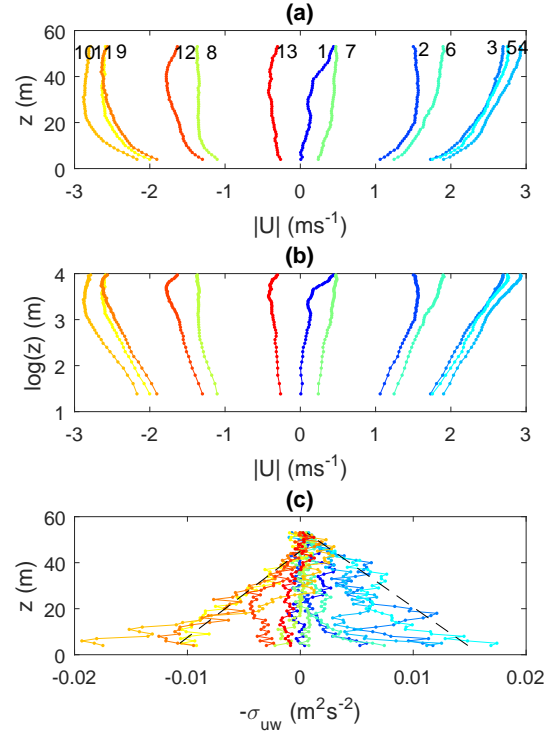 (a)
60
10 11 9 12 8 13 1 7 2 6 3 5 4
40
z (m)
20
0
-3 -2 -1 0 1 2 3
|U| (ms⁻¹)
(b)
4
3
log(z) (m)
2
1
-3 -2 -1 0 1 2 3
|U| (ms⁻¹)
(c)
60
40
z (m)
20
0
-0.02 -0.01 0 0.01 0.02
-σuw (m²s⁻²)